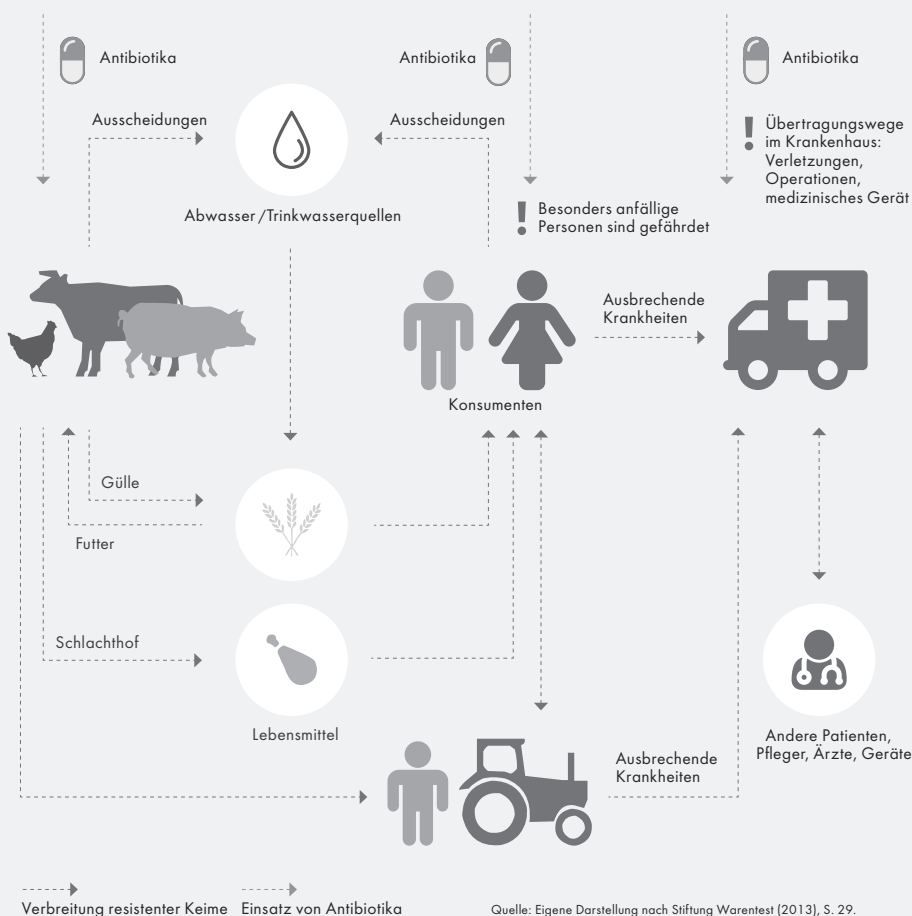 Antibiotika
Antibiotika
Antibiotika
Ausscheidungen
Ausscheidungen
Übertragungswege
im Krankenhaus:
Verletzungen,
Operationen,
medizinisches Gerät
Abwasser/Trinkwasserquellen
Besonders anfällige
Personen sind gefährdet
Ausbrechende
Krankheiten
Konsumenten
Gülle
Futter
Schlachthof
Lebensmittel
Andere Patienten,
Pfleger, Ärzte, Geräte
Ausbrechende
Krankheiten
Verbreitung resistenter Keime
Einsatz von Antibiotika
Quelle: Eigene Darstellung nach Stiftung Warentest (2013), S. 29.